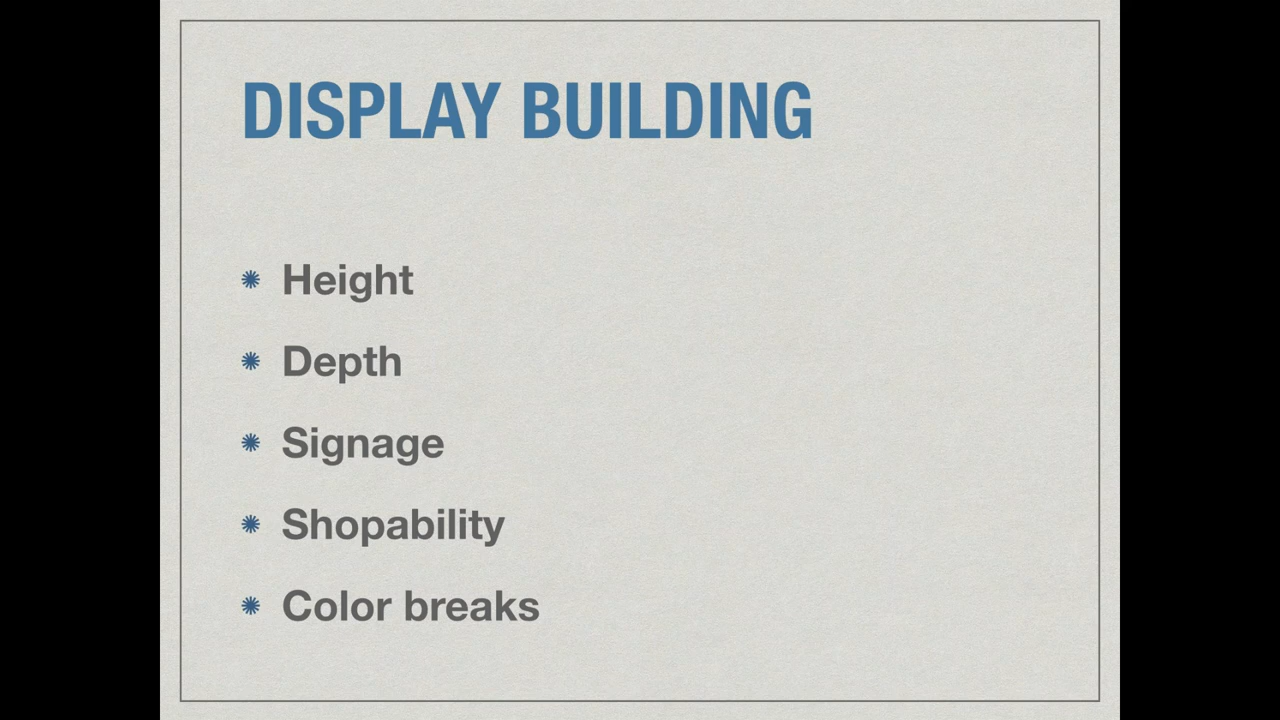 DISPLAY BUILDING
Height
Depth
Signage
Shopability
Color breaks